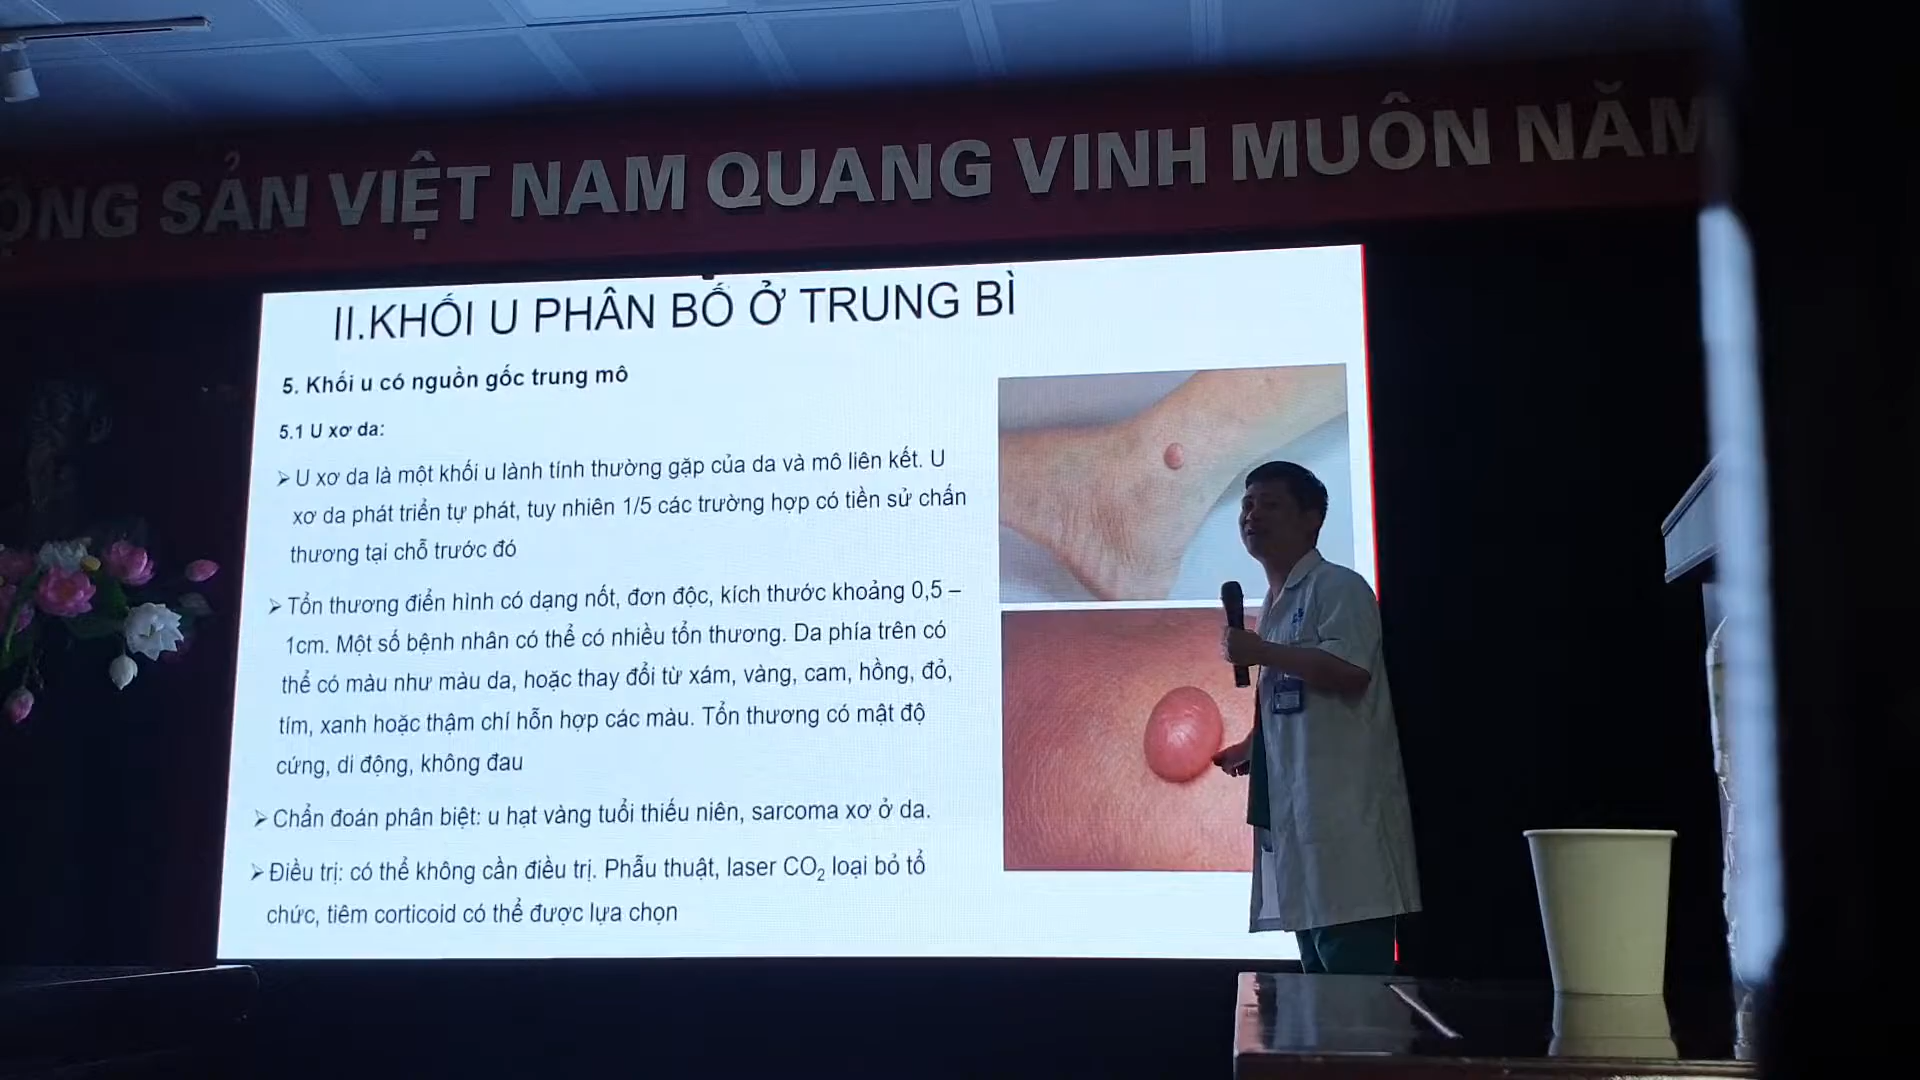 ỘNG SẢN VIỆT NAM QUANG VINH MUÔN NĂM
II.KHỐI U PHÂN BỐ Ở TRUNG BÌ
5. Khối u có nguồn gốc trung mô
5.1 U xơ da:
➢ U xơ da là một khối u lành tính thường gặp của da và mô liên kết. U
xơ da phát triển tự phát, tuy nhiên 1/5 các trường hợp có tiền sử chấn
thương tại chỗ trước đó
➢ Tổn thương điển hình có dạng nốt, đơn độc, kích thước khoảng 0,5 –
1cm. Một số bệnh nhân có thể có nhiều tổn thương. Da phía trên có
thể có màu như màu da, hoặc thay đổi từ xám, vàng, cam, hồng, đỏ,
tím, xanh hoặc thậm chí hỗn hợp các màu. Tổn thương có mật độ
cứng, di động, không đau
➢ Chẩn đoán phân biệt: u hạt vàng tuổi thiếu niên, sarcoma xơ ở da.
➢ Điều trị: có thể không cần điều trị. Phẫu thuật, laser CO₂ loại bỏ tổ
chức, tiêm corticoid có thể được lựa chọn